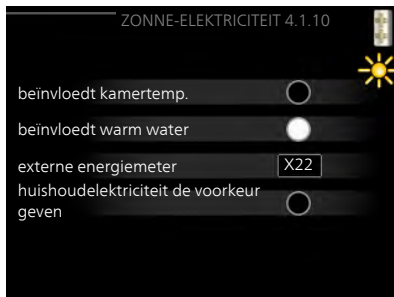 ZONNE-ELEKTRICITEIT 4.1.10
beïnvloedt kamertemp.
beïnvloedt warm water
externe energiemeter X22
huishoudelektriciteit de voorkeur
geven